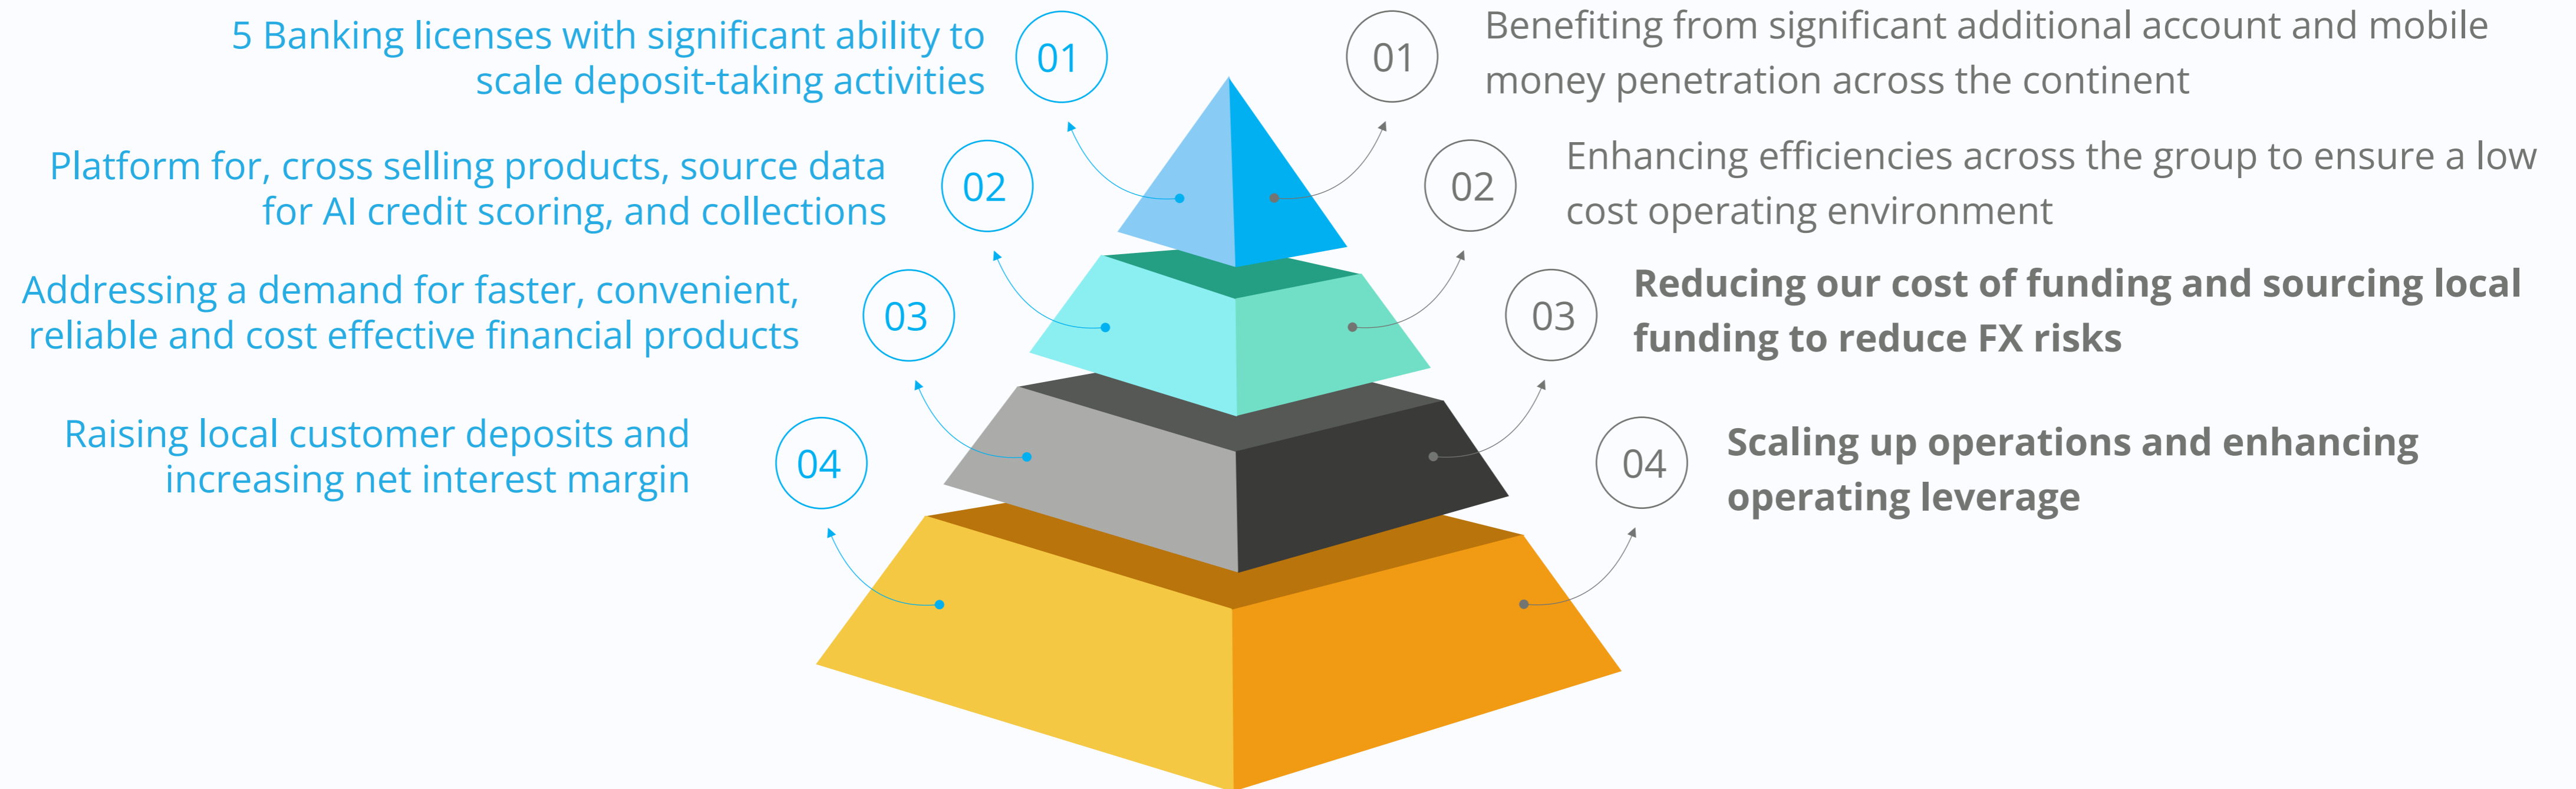 5 Banking licenses with significant ability to
scale deposit-taking activities
01
Platform for, cross selling products, source data
for AI credit scoring, and collections
02
Addressing a demand for faster, convenient,
reliable and cost effective financial products
03
Raising local customer deposits and
increasing net interest margin
04
01
Benefiting from significant additional account and mobile
money penetration across the continent
02
Enhancing efficiencies across the group to ensure a low
cost operating environment
03
Reducing our cost of funding and sourcing local
funding to reduce FX risks
04
Scaling up operations and enhancing
operating leverage